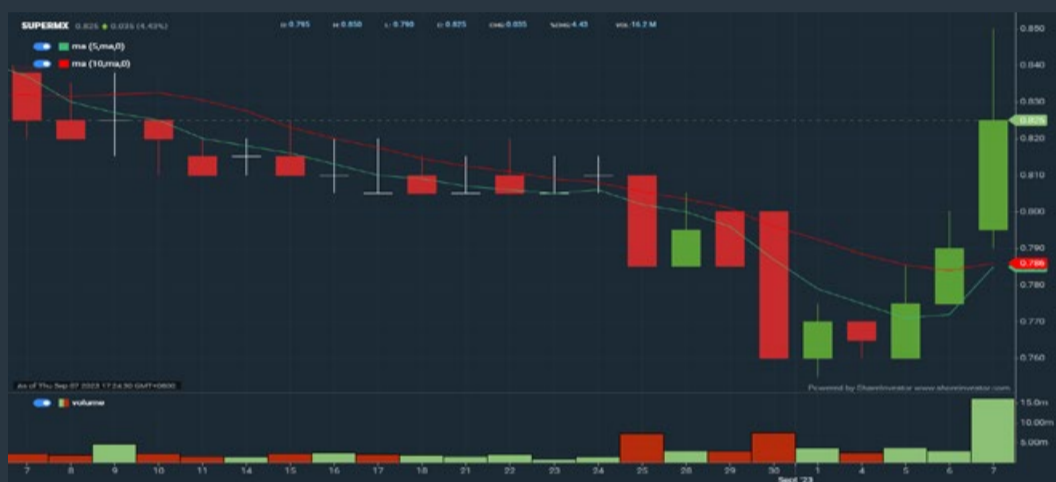 SUPERMX 0.825 0.035 (4.43%) O:0.795 H:0.850 L:0.790 C:0.825 CHG:0.035 %CHG:4.43 VOL:16.2 M
ma (5,ma,0)
ma (10,ma,0)
0.850
0.840
0.830
0.825
0.820
0.810
0.800
0.790
0.786
0.780
0.770
0.760
As of Thu Sep 07 2023 17:24:30 GMT+0800
Powered by ShareInvestor www.shareinvestor.com
volume
15.0m
10.00m
5.00m
7 8 9 10 11 14 15 16 17 18 21 22 23 24 25 28 29 30 1 4 5 6 7
Sept '23